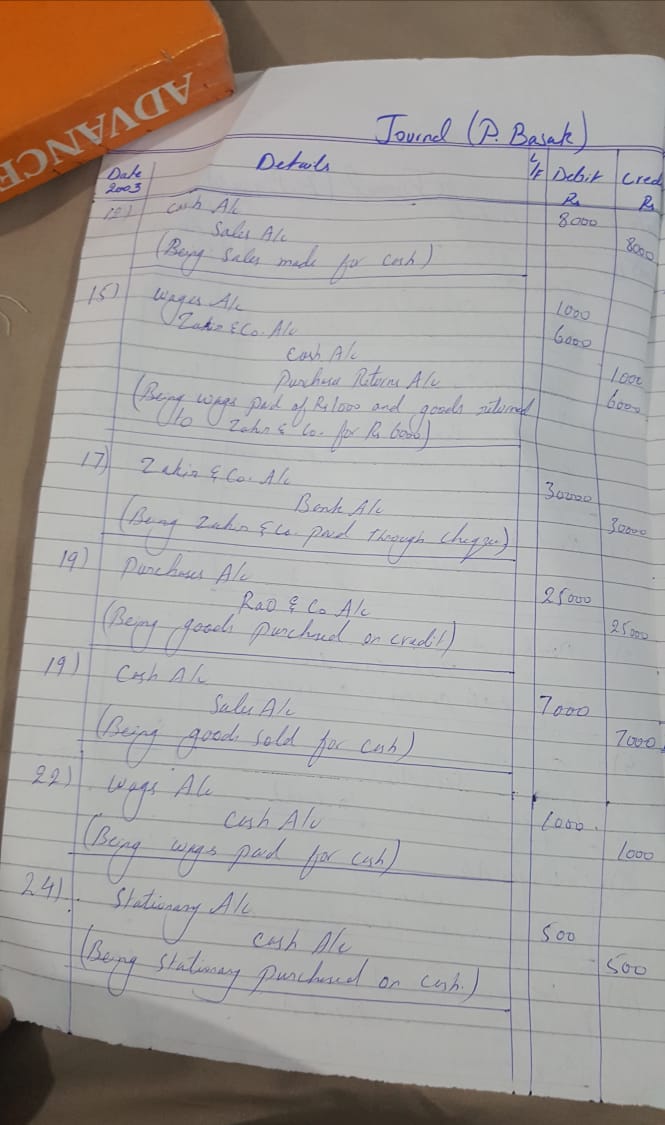 ADVANCE
Journal (P. Basak)
Date Details L/F Debit Cred
2003 Rs Rs
12) Cash A/c 8000
Sales A/c 8000
(Being Sales made for cash)
15) Wages A/c 1000
Zakir & Co. A/c 6000
Cash A/c 1000
Purchase Returns A/c 6000
(Being wages paid of Rs 1000 and goods returned
to Zakir & Co. for Rs 6000)
17) Zakir & Co. A/c 30000
Bank A/c 30000
(Being Zakir & Co. paid through cheque)
19) Purchases A/c 25000
Rao & Co A/c 25000
(Being goods purchased on credit)
19) Cash A/c 7000
Sales A/c 7000
(Being goods sold for cash)
22) Wages A/c 1000
Cash A/c 1000
(Being wages paid for cash)
24) Stationary A/c 500
Cash A/c 500
(Being Stationary purchased on cash.)